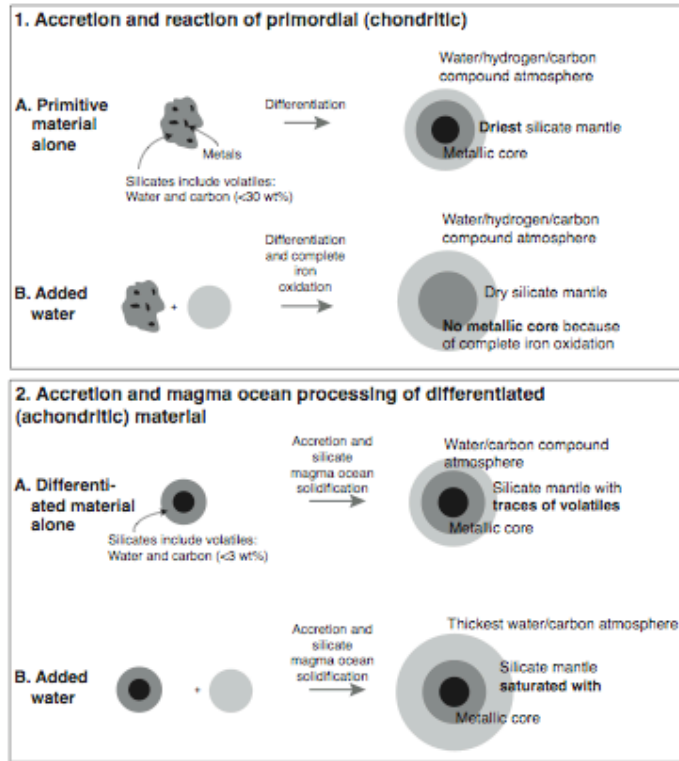 1. Accretion and reaction of primordial (chondritic)
Water/hydrogen/carbon
compound atmosphere
A. Primitive
material
alone
Differentiation
Metals
Driest silicate mantle
Metallic core
Silicates include volatiles:
Water and carbon (<30 wt%)
Water/hydrogen/carbon
compound atmosphere
Differentiation
and complete
iron
oxidation
B. Added
water
+
Dry silicate mantle
No metallic core because
of complete iron oxidation
2. Accretion and magma ocean processing of differentiated
(achondritic) material
Accretion and
silicate
magma ocean
solidification
Water/carbon compound
atmosphere
A. Differenti-
ated material
alone
Silicate mantle with
traces of volatiles
Metallic core
Silicates include volatiles:
Water and carbon (<3 wt%)
Thickest water/carbon atmosphere
Accretion and
silicate
magma ocean
solidification
B. Added
water
+
Silicate mantle
saturated with
Metallic core